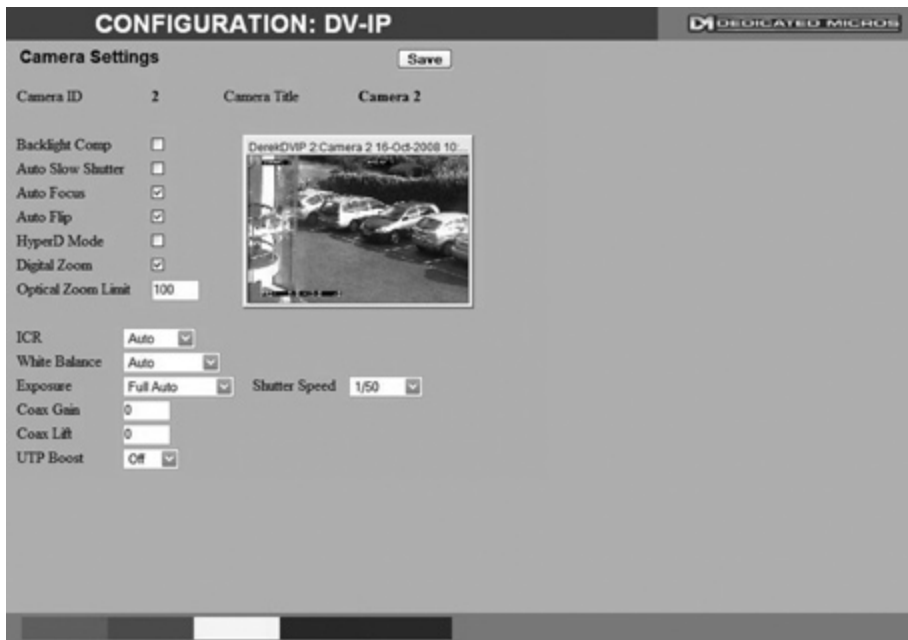 CONFIGURATION: DV-IP
DEDICATED MICROS
Camera Settings
Save
Camera ID 2 Camera Title Camera 2
Backlight Comp
Auto Slow Shutter
Auto Focus
Auto Flip
HyperD Mode
Digital Zoom
Optical Zoom Limit 100
DerekDVIP 2:Camera 2 16-Oct-2008 10:...
ICR Auto
White Balance Auto
Exposure Full Auto Shutter Speed 1/50
Coax Gain 0
Coax Lift 0
UTP Boost Off